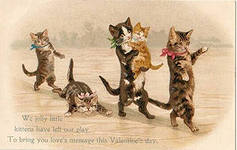 We jolly little
kittens have left our play
To bring you love's message this Valentine's day.